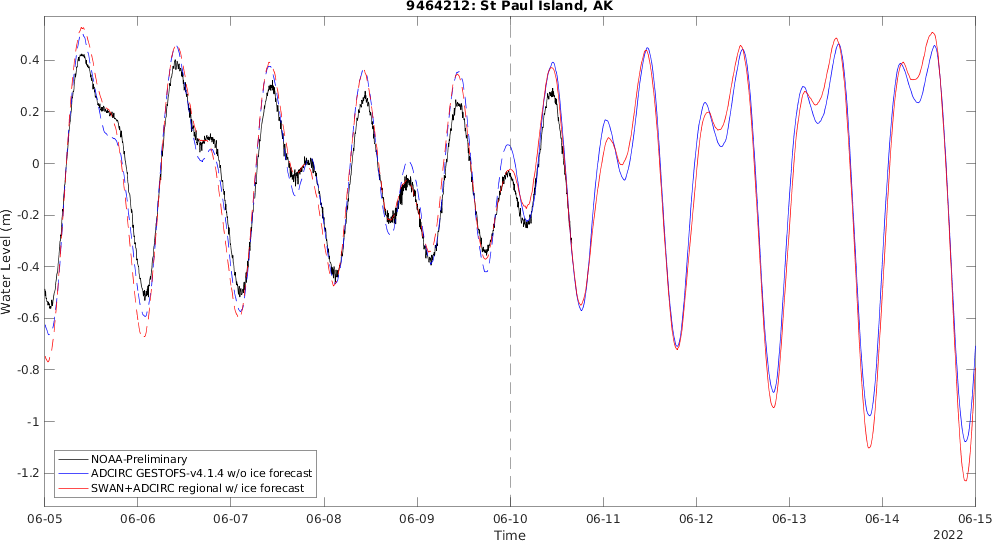 9464212: St Paul Island, AK
Water Level (m)
0.4
0.2
0
-0.2
-0.4
-0.6
-0.8
-1
-1.2
NOAA-Preliminary
ADCIRC GESTOFS-v4.1.4 w/o ice forecast
SWAN+ADCIRC regional w/ ice forecast
06-05 06-06 06-07 06-08 06-09 06-10 06-11 06-12 06-13 06-14 06-15
Time
2022